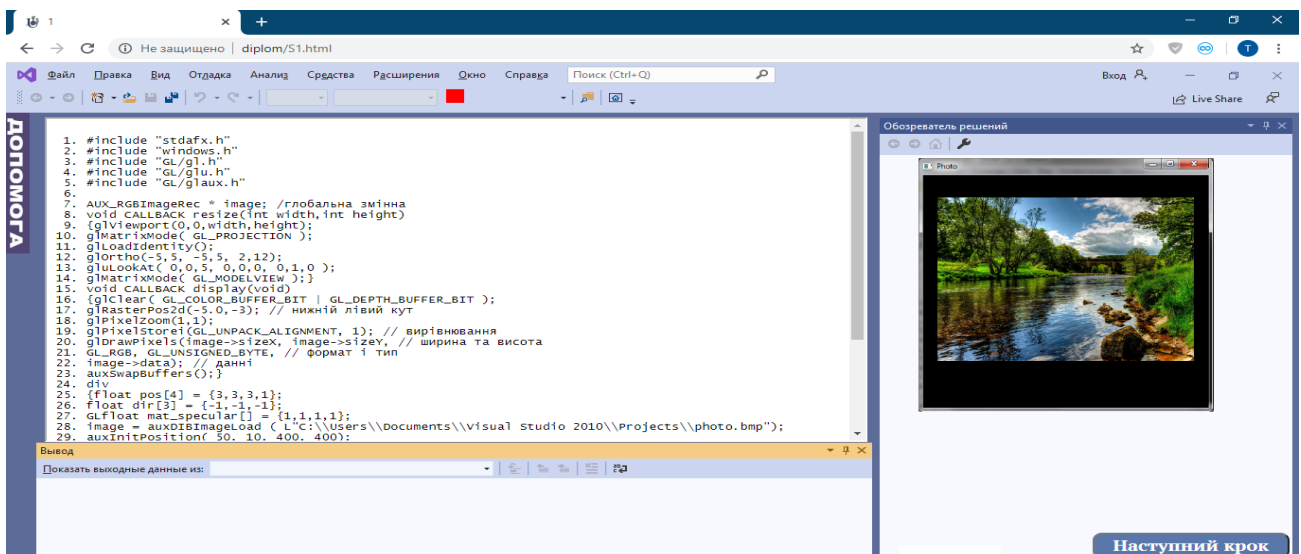 1
Не защищено | diplom/S1.html
T
Файл Правка Вид Отладка Анализ Средства Расширения Окно Справка Поиск (Ctrl+Q) Вход
Live Share
ДОПОМОГА
1. #include "stdafx.h"
2. #include "windows.h"
3. #include "GL/gl.h"
4. #include "GL/glu.h"
5. #include "GL/glaux.h"
6.
7. AUX_RGBImageRec * image; /глобальна змінна
8. void CALLBACK resize(int width,int height)
9. {glViewport(0,0,width,height);
10. glMatrixMode( GL_PROJECTION );
11. glLoadIdentity();
12. glOrtho(-5,5, -5,5, 2,12);
13. gluLookAt( 0,0,5, 0,0,0, 0,1,0 );
14. glMatrixMode( GL_MODELVIEW );}
15. void CALLBACK display(void)
16. {glClear( GL_COLOR_BUFFER_BIT | GL_DEPTH_BUFFER_BIT );
17. glRasterPos2d(-5.0,-3); // нижній лівий кут
18. glPixelZoom(1,1);
19. glPixelStorei(GL_UNPACK_ALIGNMENT, 1); // вирівнювання
20. glDrawPixels(image->sizeX, image->sizeY, // ширина та висота
21. GL_RGB, GL_UNSIGNED_BYTE, // формат і тип
22. image->data); // данні
23. auxSwapBuffers();}
24. div
25. {float pos[4] = {3,3,3,1};
26. float dir[3] = {-1,-1,-1};
27. GLfloat mat_specular[] = {1,1,1,1};
28. image = auxDIBImageLoad ( L"C:\\Users\\Documents\\Visual Studio 2010\\Projects\\photo.bmp");
29. auxInitPosition( 50, 10, 400, 400);
Обозреватель решений
Photo
Вывод
Показать выходные данные из:
Наступний крок